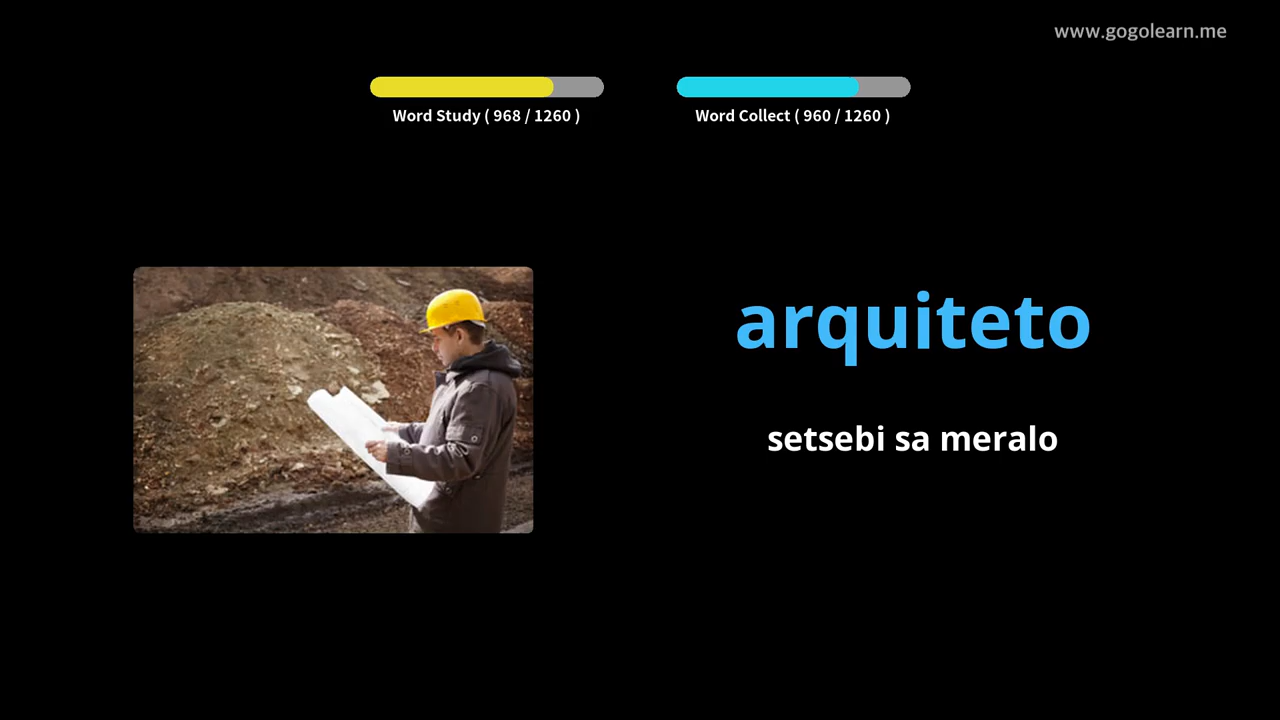 www.gogolearn.me
Word Study ( 968 / 1260 )
Word Collect ( 960 / 1260 )
arquiteto
setsebi sa meralo